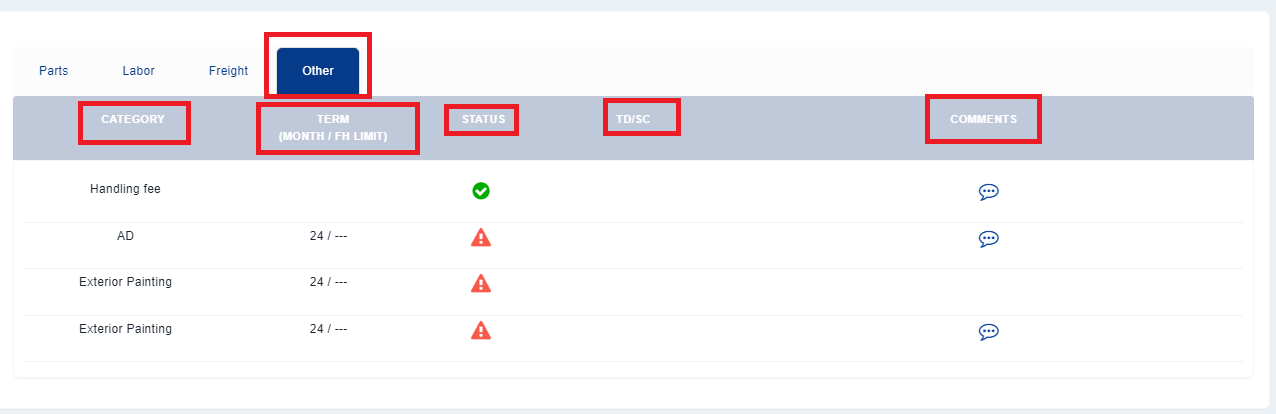 Parts Labor Freight Other
CATEGORY TERM STATUS TD/SC COMMENTS
(MONTH / FH LIMIT)
Handling fee
AD 24 / ---
Exterior Painting 24 / ---
Exterior Painting 24 / ---